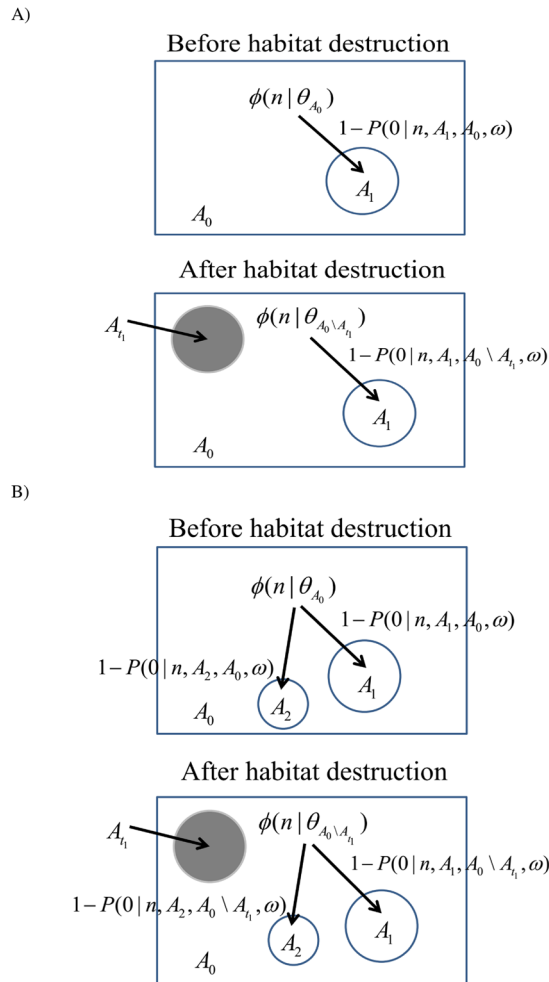 A)
Before habitat destruction
ϕ(n | θ_{A_0})
1−P(0 | n, A_1, A_0, ω)
A_1
A_0
After habitat destruction
A_{t_1}
ϕ(n | θ_{A_0 \ A_{t_1}})
1−P(0 | n, A_1, A_0 \ A_{t_1}, ω)
A_1
A_0
B)
Before habitat destruction
ϕ(n | θ_{A_0})
1−P(0 | n, A_1, A_0, ω)
1−P(0 | n, A_2, A_0, ω)
A_1
A_0
A_2
After habitat destruction
A_{t_1}
ϕ(n | θ_{A_0 \ A_{t_1}})
1−P(0 | n, A_1, A_0 \ A_{t_1}, ω)
1−P(0 | n, A_2, A_0 \ A_{t_1}, ω)
A_1
A_2
A_0